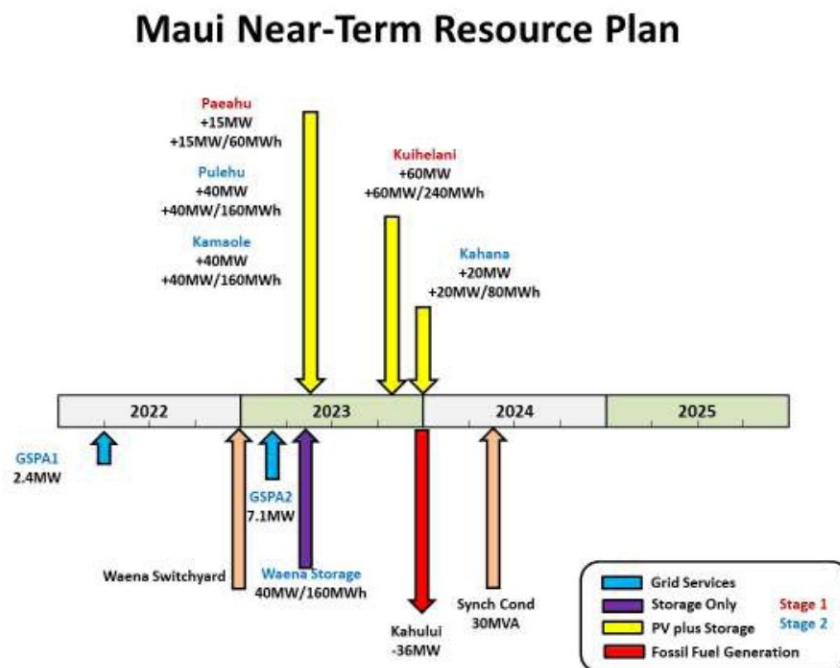 Maui Near-Term Resource Plan
Paeahu
+15MW
+15MW/60MWh
Pulehu
+40MW
+40MW/160MWh
Kamaole
+40MW
+40MW/160MWh
Kuihelani
+60MW
+60MW/240MWh
Kahana
+20MW
+20MW/80MWh
2022
2023
2024
2025
GSPA1
2.4MW
GSPA2
7.1MW
Waena Switchyard
Waena Storage
40MW/160MWh
Kahului
-36MW
Synch Cond
30MVA
Grid Services
Storage Only
PV plus Storage
Fossil Fuel Generation
Stage 1
Stage 2